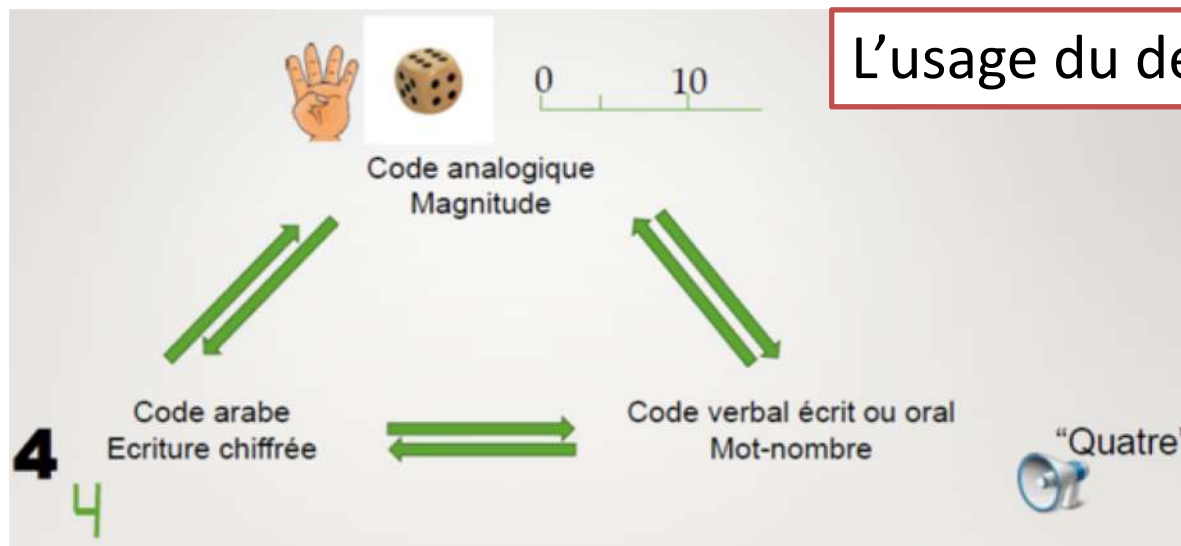 L'usage du
0 10
Code analogique
Magnitude
Code arabe
Ecriture chiffrée
4
4
Code verbal écrit ou oral
Mot-nombre
“Quatre”